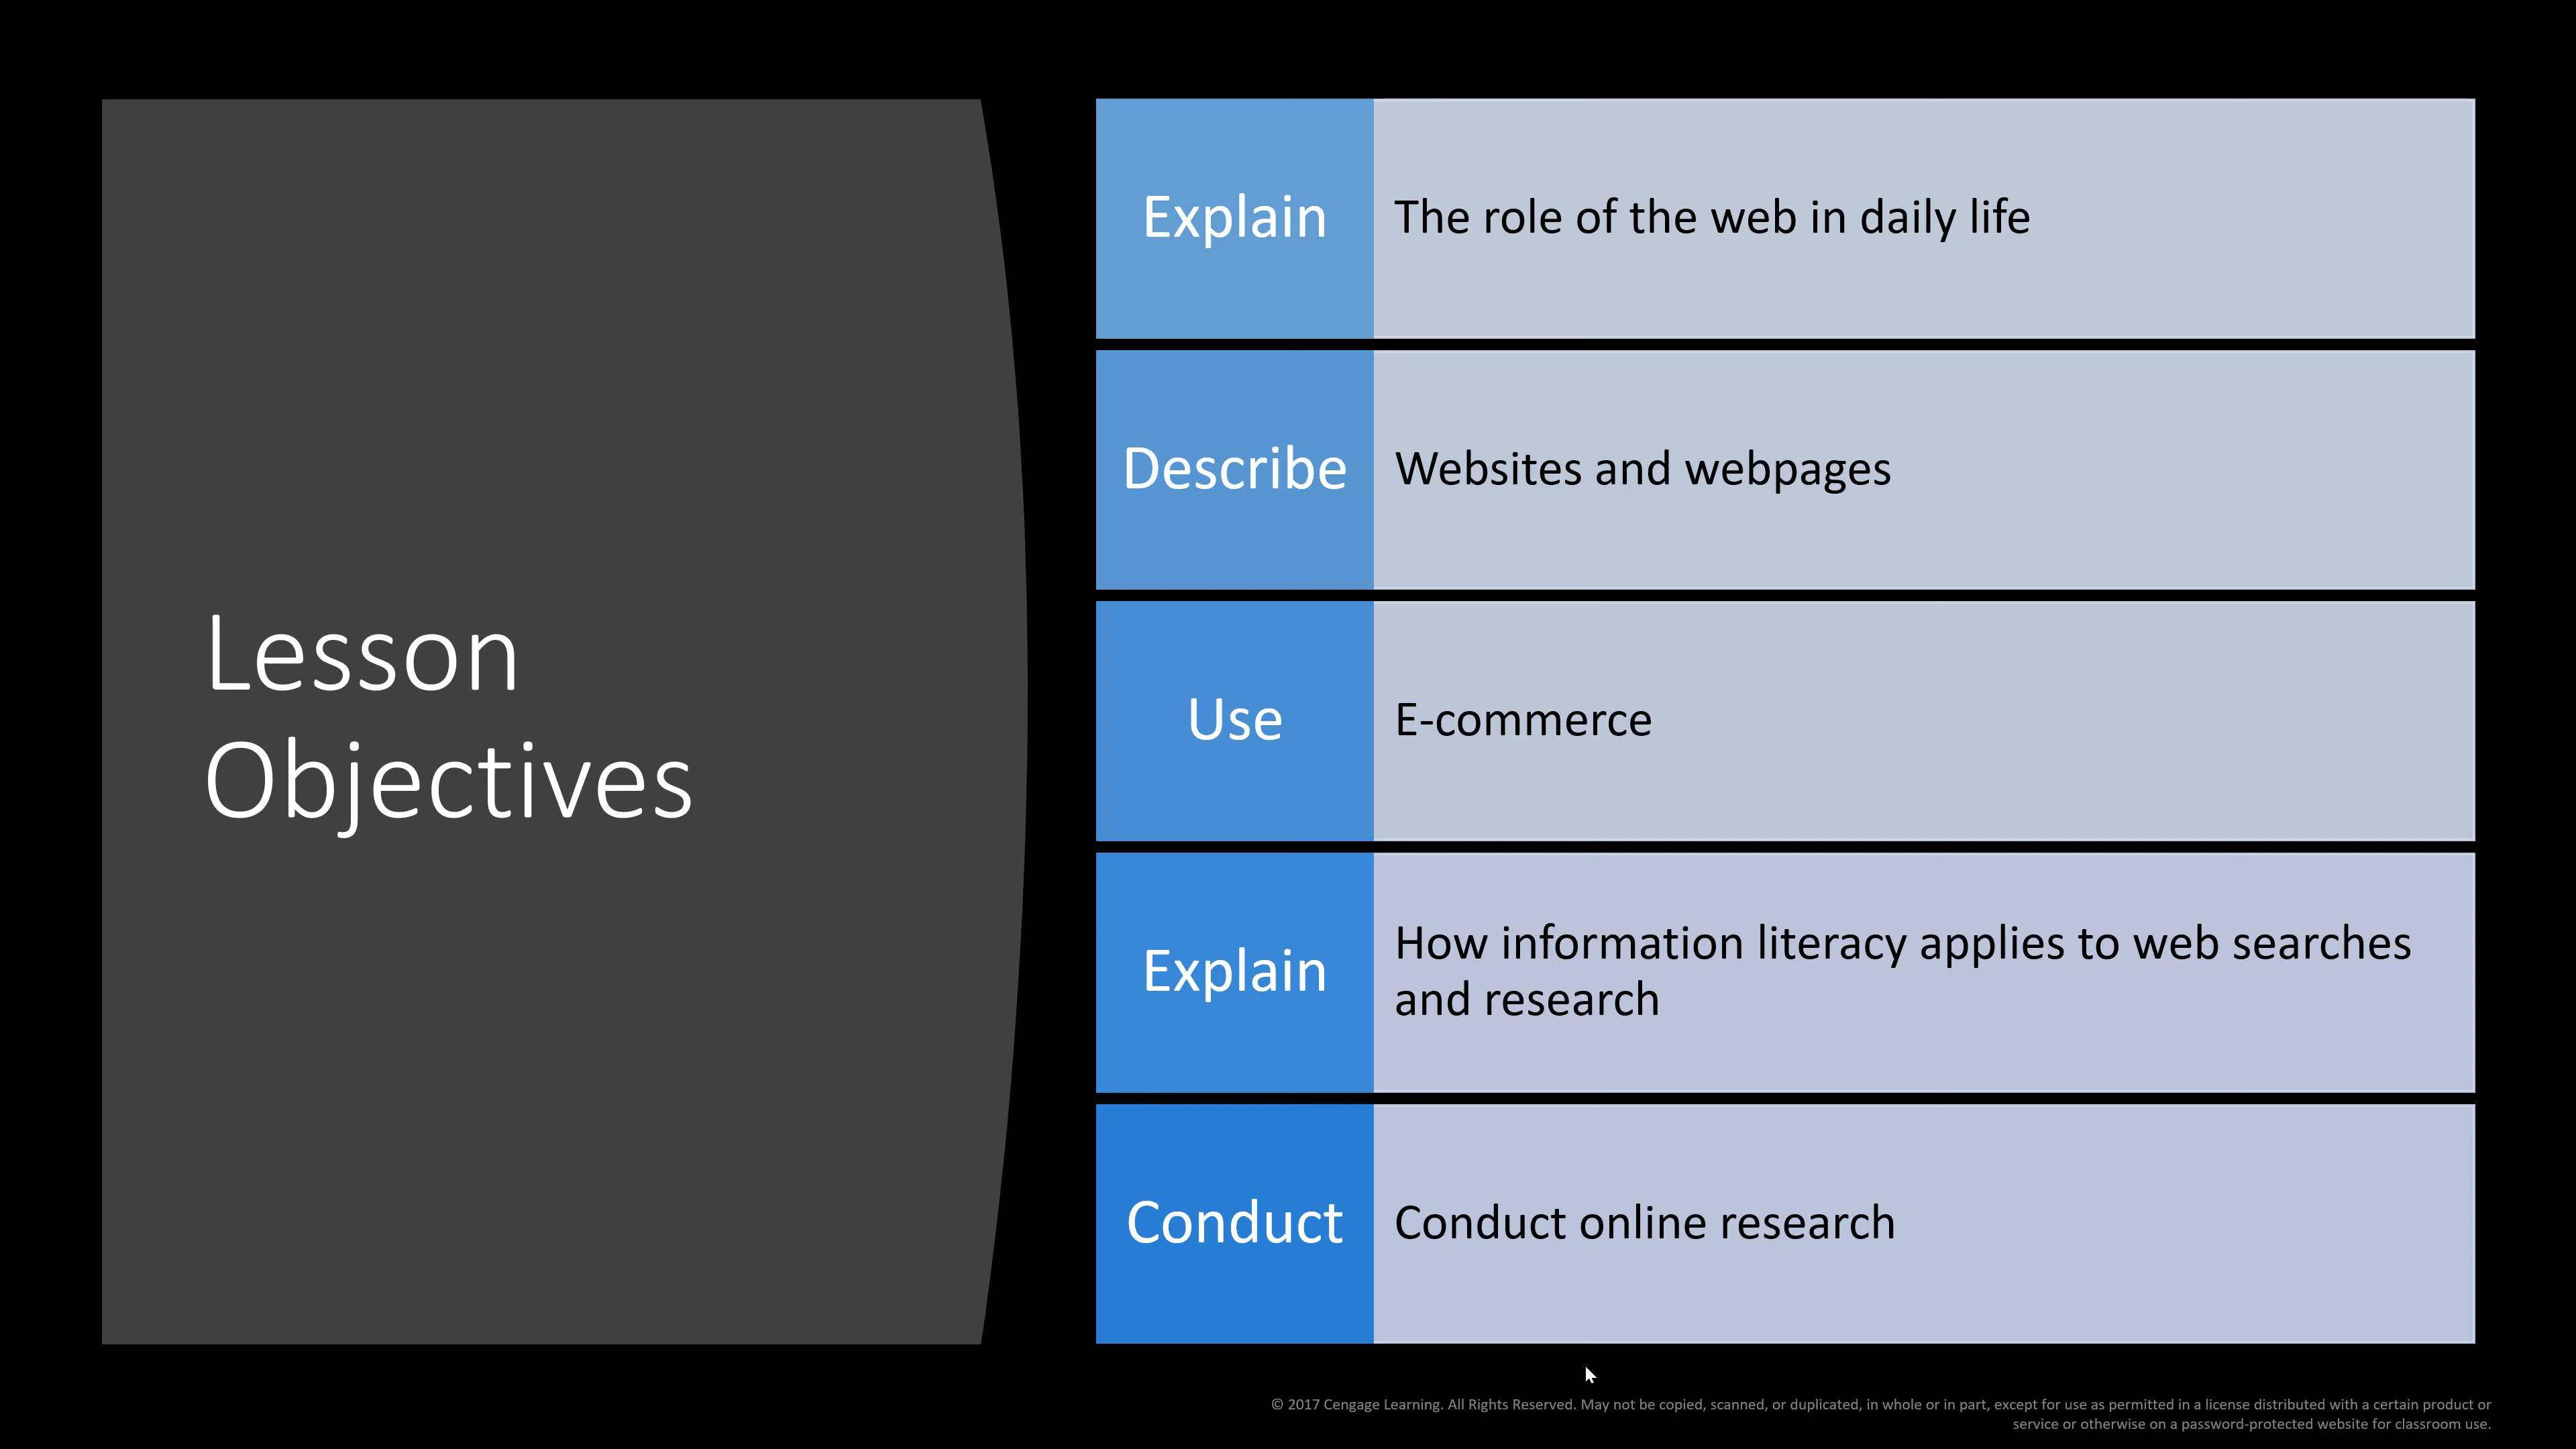 Lesson
Objectives
Explain
The role of the web in daily life
Describe
Websites and webpages
Use
E-commerce
Explain
How information literacy applies to web searches
and research
Conduct
Conduct online research
© 2017 Cengage Learning. All Rights Reserved. May not be copied, scanned, or duplicated, in whole or in part, except for use as permitted in a license distributed with a certain product or
service or otherwise on a password-protected website for classroom use.